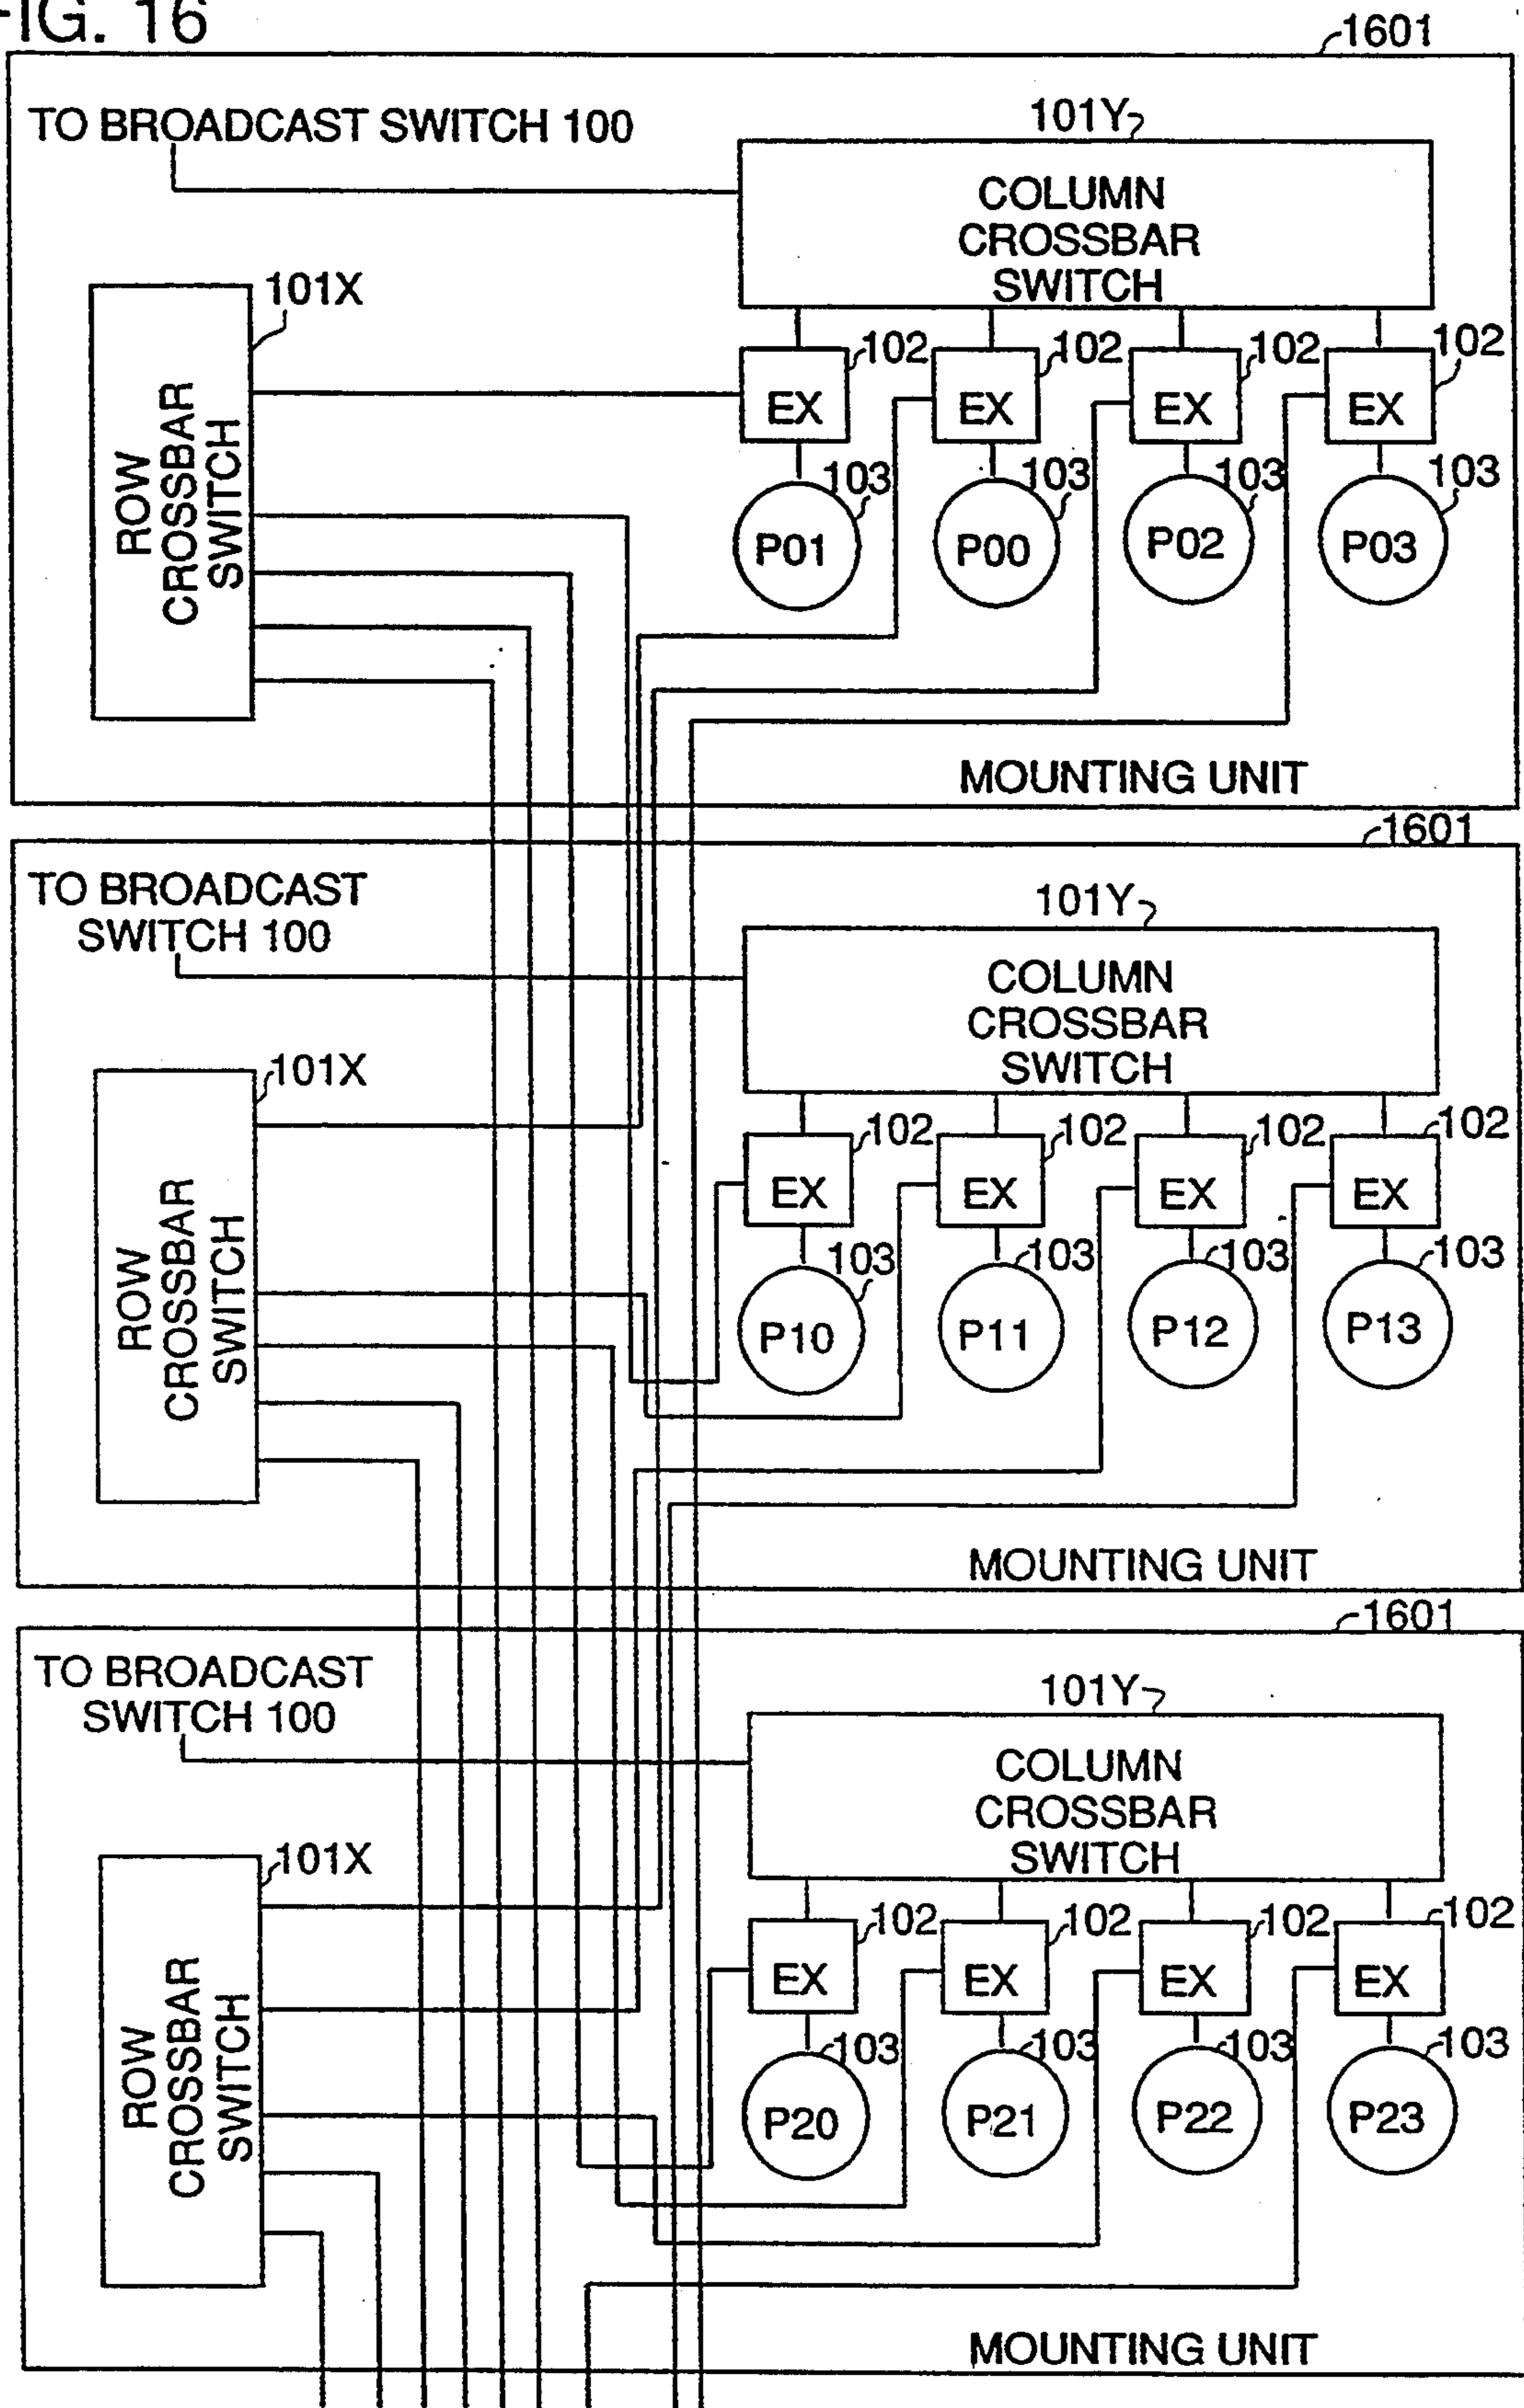 FIG. 16
1601
TO BROADCAST SWITCH 100
101Y
COLUMN
CROSSBAR
SWITCH
101X
ROW
CROSSBAR
SWITCH
102 102 102 102
EX EX EX EX
103 103 103 103
P01 P00 P02 P03
MOUNTING UNIT
1601
TO BROADCAST
SWITCH 100
101Y
COLUMN
CROSSBAR
SWITCH
101X
ROW
CROSSBAR
SWITCH
102 102 102 102
EX EX EX EX
103 103 103 103
P10 P11 P12 P13
MOUNTING UNIT
1601
TO BROADCAST
SWITCH 100
101Y
COLUMN
CROSSBAR
SWITCH
101X
ROW
CROSSBAR
SWITCH
102 102 102 102
EX EX EX EX
103 103 103 103
P20 P21 P22 P23
MOUNTING UNIT